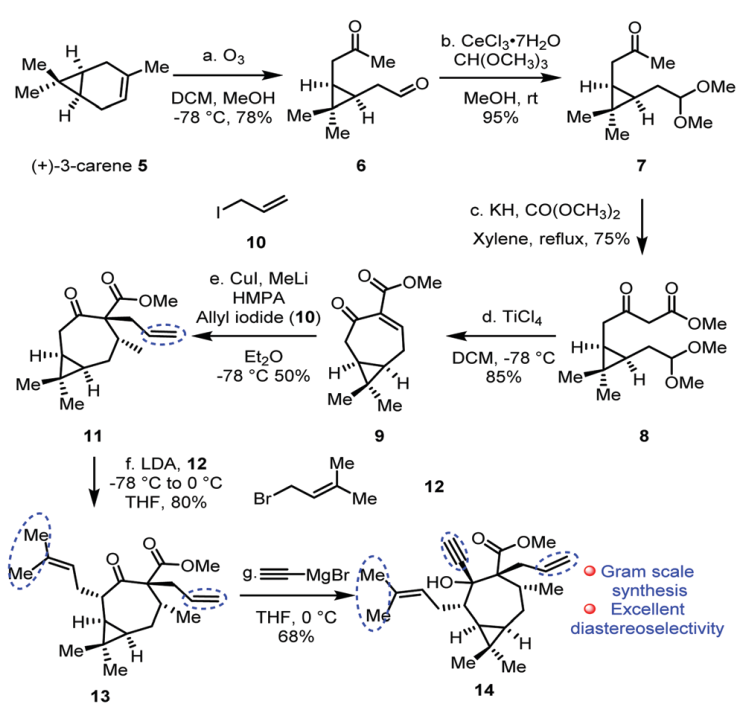 Me
H
Me
Me
H
(+)-3-carene 5
a. O3
DCM, MeOH
-78 °C, 78%
O
Me
O
H
Me
H
Me
6
b. CeCl3•7H2O
CH(OCH3)3
MeOH, rt
95%
O
Me
OMe
H
OMe
Me
H
Me
7
c. KH, CO(OCH3)2
Xylene, reflux, 75%
O
O
OMe
OMe
H
OMe
Me
H
Me
8
d. TiCl4
DCM, -78 °C
85%
O
OMe
O
H
H
Me
Me
9
I
10
e. CuI, MeLi
HMPA
Allyl iodide (10)
Et2O
-78 °C 50%
O
O
OMe
H
H
Me
Me
11
f. LDA, 12
-78 °C to 0 °C
THF, 80%
Me
Br
Me
12
Me
Me
O
O
OMe
Me
H
H
Me
Me
13
g.
MgBr
THF, 0 °C
68%
O
OMe
HO
Me
Me
Me
H
H
Me
Me
14
Gram scale
synthesis
Excellent
diastereoselectivity